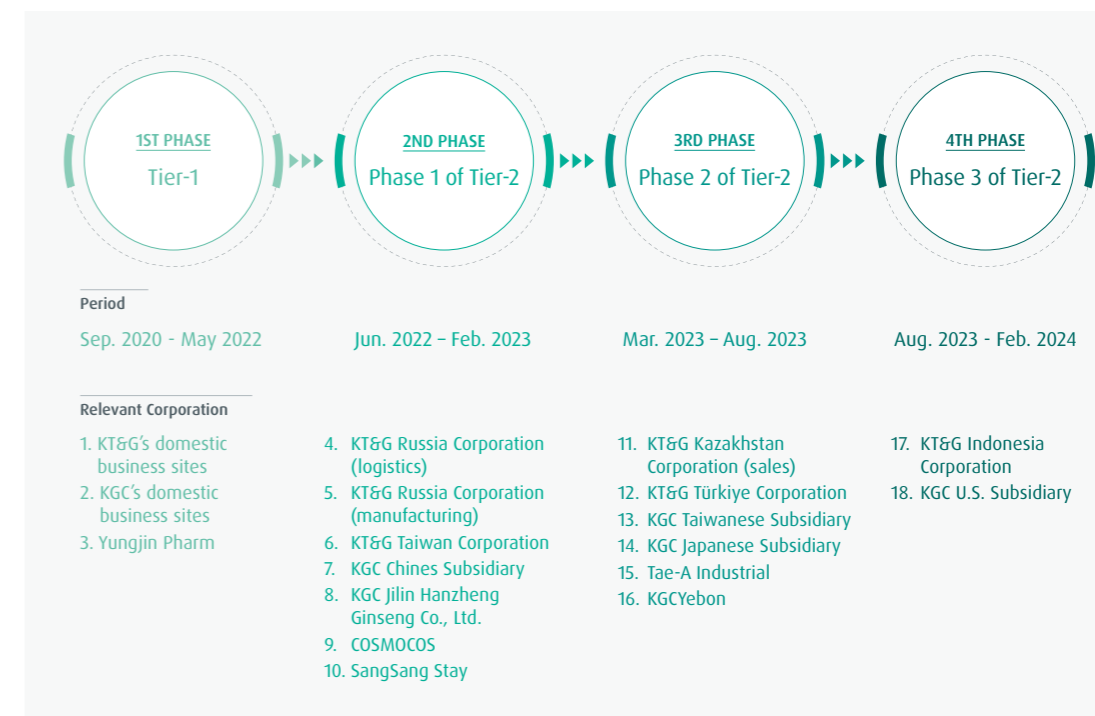 1ST PHASE
Tier-1
2ND PHASE
Phase 1 of Tier-2
3RD PHASE
Phase 2 of Tier-2
4TH PHASE
Phase 3 of Tier-2
Period
Sep. 2020 - May 2022
Jun. 2022 – Feb. 2023
Mar. 2023 – Aug. 2023
Aug. 2023 - Feb. 2024
Relevant Corporation
1. KT&G's domestic
business sites
2. KGC's domestic
business sites
3. Yungjin Pharm
4. KT&G Russia Corporation
(logistics)
5. KT&G Russia Corporation
(manufacturing)
6. KT&G Taiwan Corporation
7. KGC Chines Subsidiary
8. KGC Jilin Hanzheng
Ginseng Co., Ltd.
9. COSMOCOS
10. SangSang Stay
11. KT&G Kazakhstan
Corporation (sales)
12. KT&G Türkiye Corporation
13. KGC Taiwanese Subsidiary
14. KGC Japanese Subsidiary
15. Tae-A Industrial
16. KGCYebon
17. KT&G Indonesia
Corporation
18. KGC U.S. Subsidiary